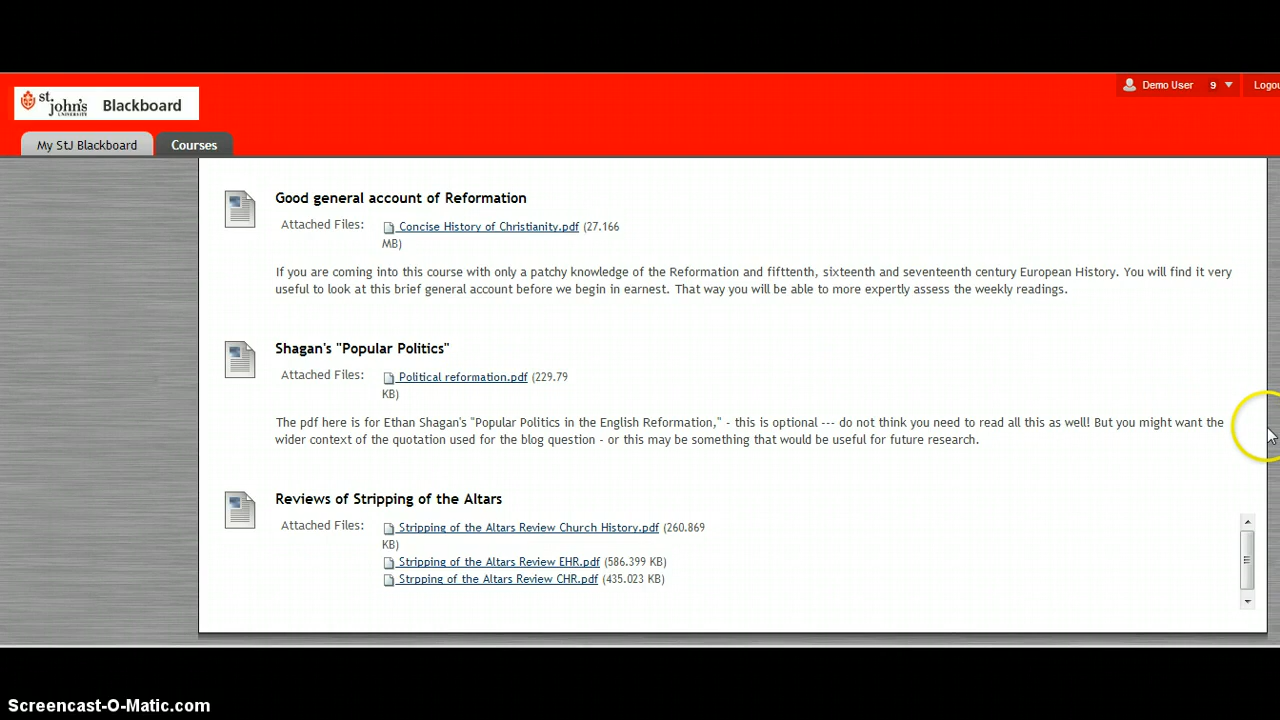 Demo User 9
Logou
st. john's UNIVERSITY Blackboard
My StJ Blackboard Courses
Good general account of Reformation
Attached Files: Concise History of Christianity.pdf (27.166
MB)
If you are coming into this course with only a patchy knowledge of the Reformation and fifttenth, sixteenth and seventeenth century European History. You will find it very
useful to look at this brief general account before we begin in earnest. That way you will be able to more expertly assess the weekly readings.
Shagan's "Popular Politics"
Attached Files: Political reformation.pdf (229.79
KB)
The pdf here is for Ethan Shagan's "Popular Politics in the English Reformation," - this is optional --- do not think you need to read all this as well! But you might want the
wider context of the quotation used for the blog question - or this may be something that would be useful for future research.
Reviews of Stripping of the Altars
Attached Files: Stripping of the Altars Review Church History.pdf (260.869
KB)
Stripping of the Altars Review EHR.pdf (586.399 KB)
Strpping of the Altars Review CHR.pdf (435.023 KB)
Screencast-O-Matic.com